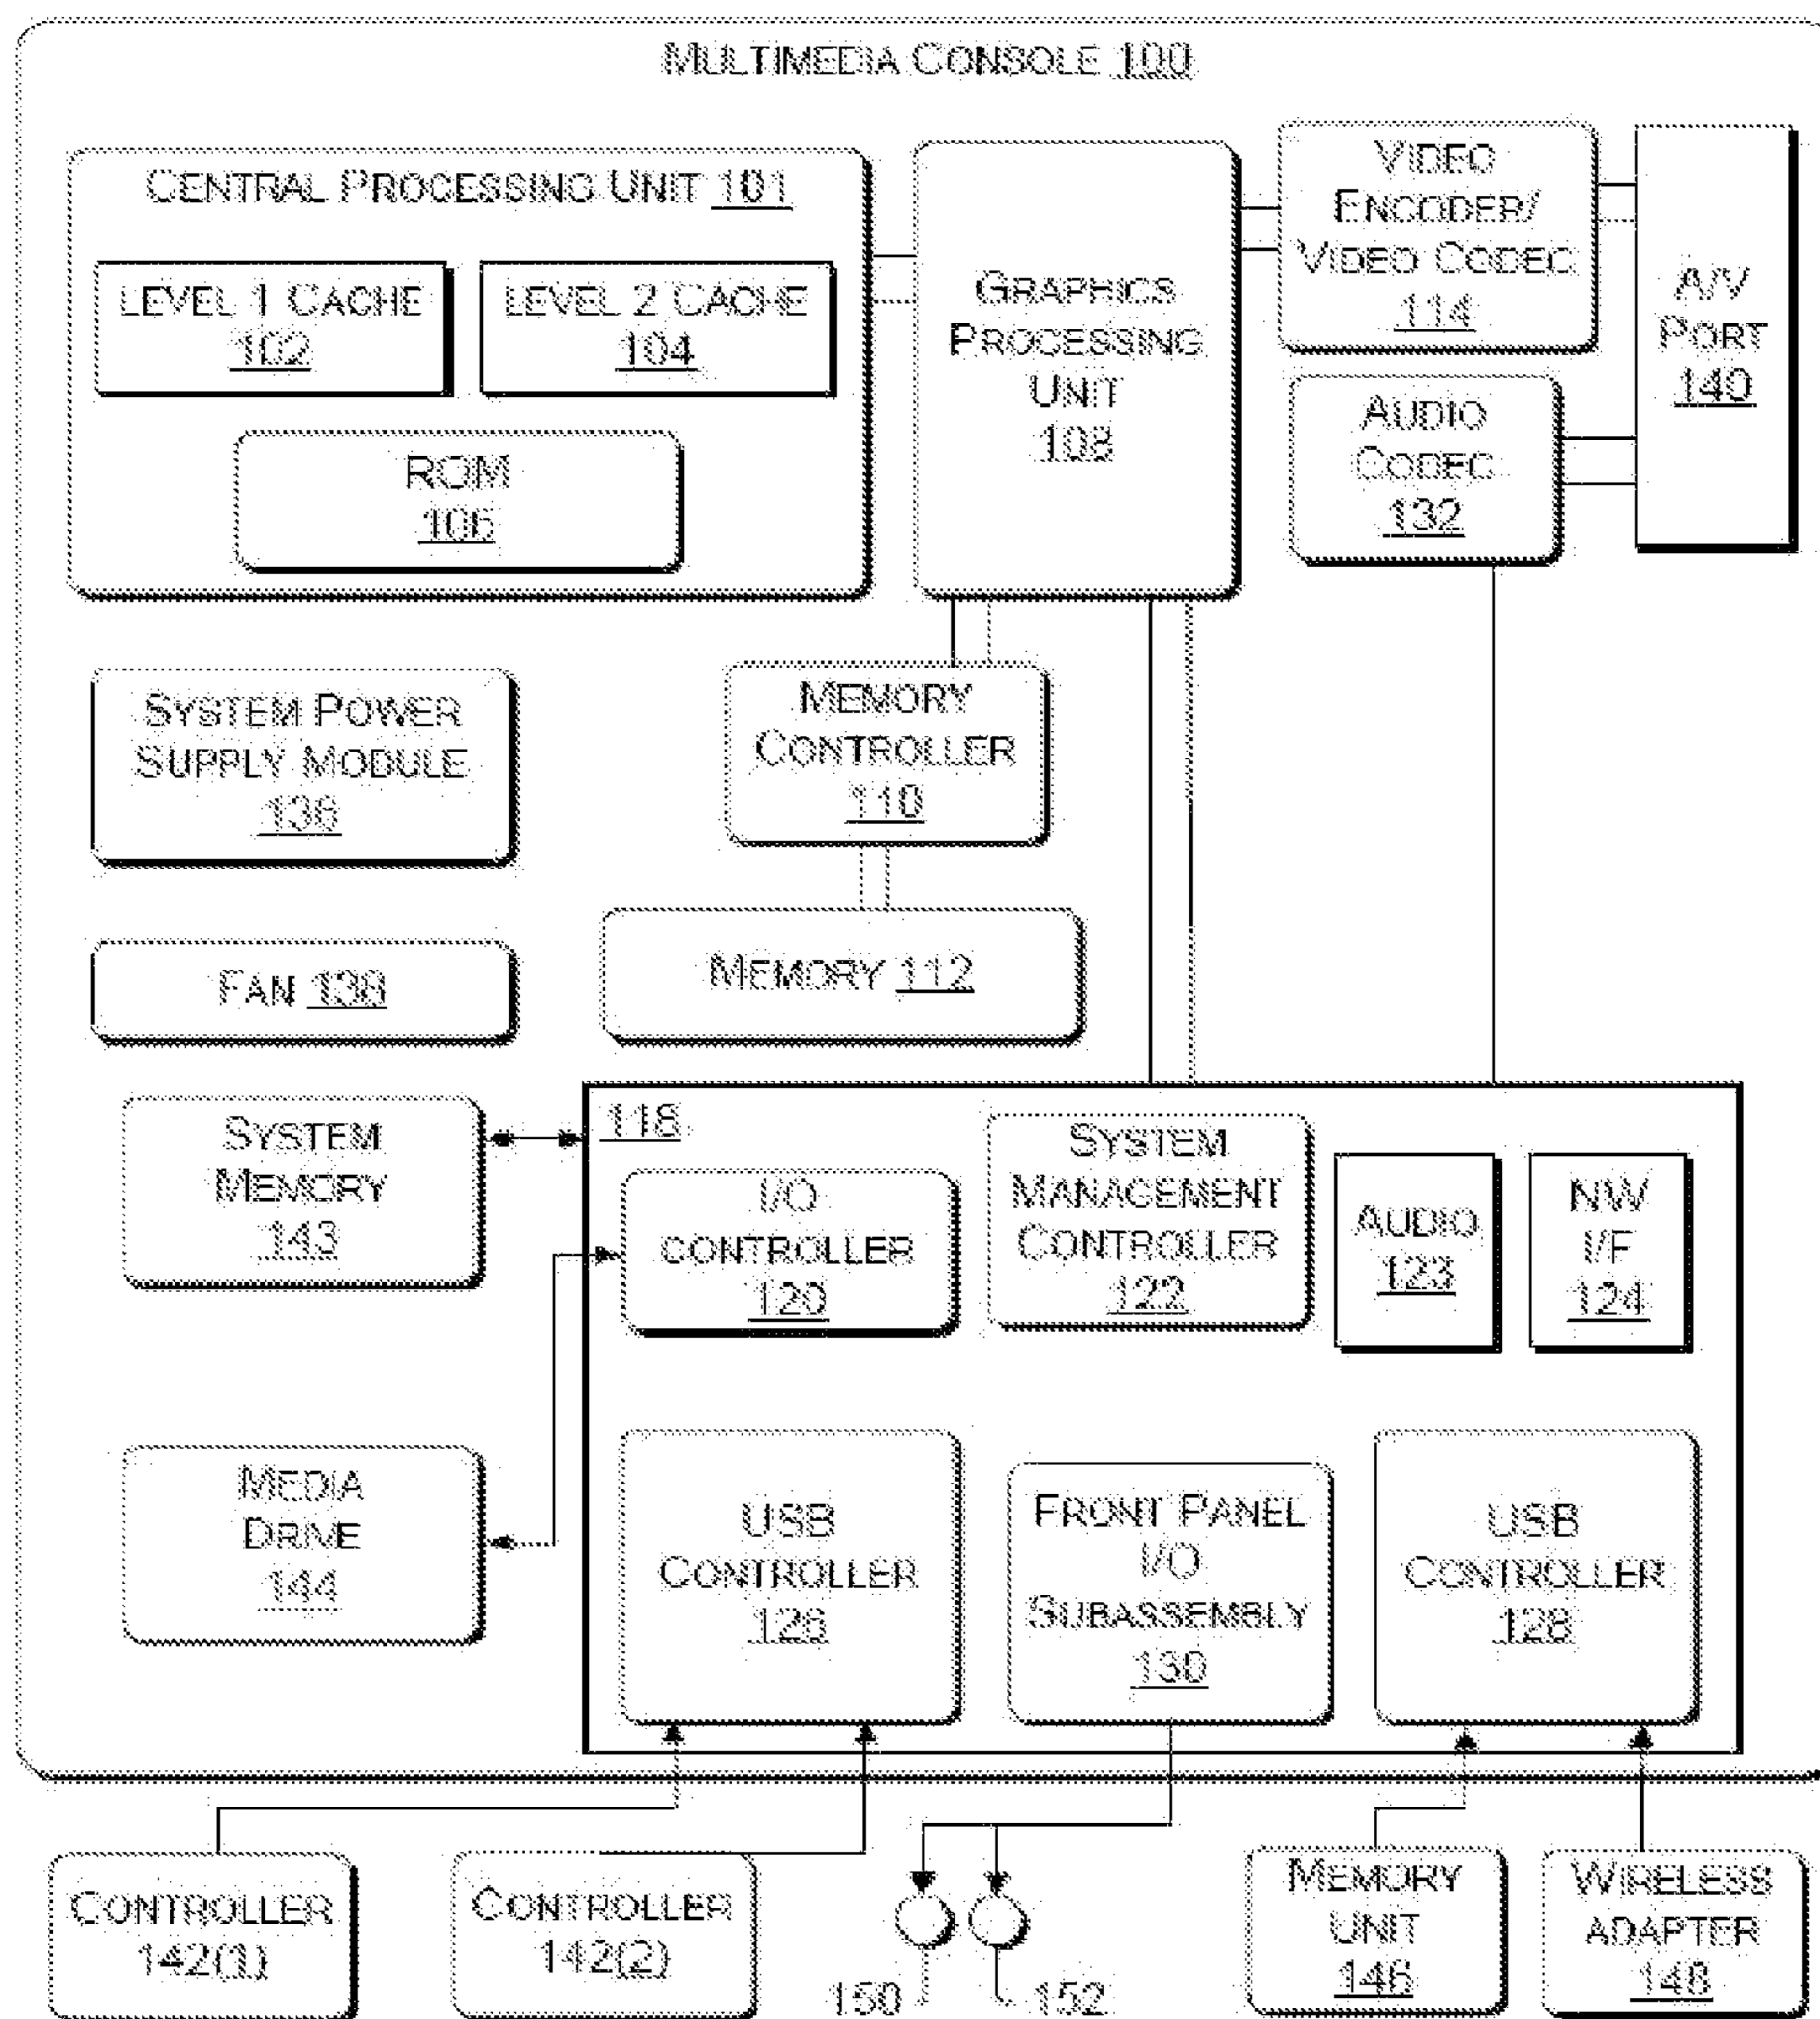 MULTIMEDIA CONSOLE 100
CENTRAL PROCESSING UNIT 101
LEVEL 1 CACHE
102
LEVEL 2 CACHE
104
ROM
106
GRAPHICS
PROCESSING
UNIT
108
VIDEO
ENCODER/
VIDEO CODEC
114
A/V
PORT
140
AUDIO
CODEC
132
SYSTEM POWER
SUPPLY MODULE
136
MEMORY
CONTROLLER
110
FAN 138
MEMORY 112
SYSTEM
MEMORY
143
118
I/O
CONTROLLER
120
SYSTEM
MANAGEMENT
CONTROLLER
122
AUDIO
123
NW
I/F
124
MEDIA
DRIVE
144
USB
CONTROLLER
126
FRONT PANEL
I/O
SUBASSEMBLY
130
USB
CONTROLLER
128
CONTROLLER
142(1)
CONTROLLER
142(2)
150
152
MEMORY
UNIT
146
WIRELESS
ADAPTER
148